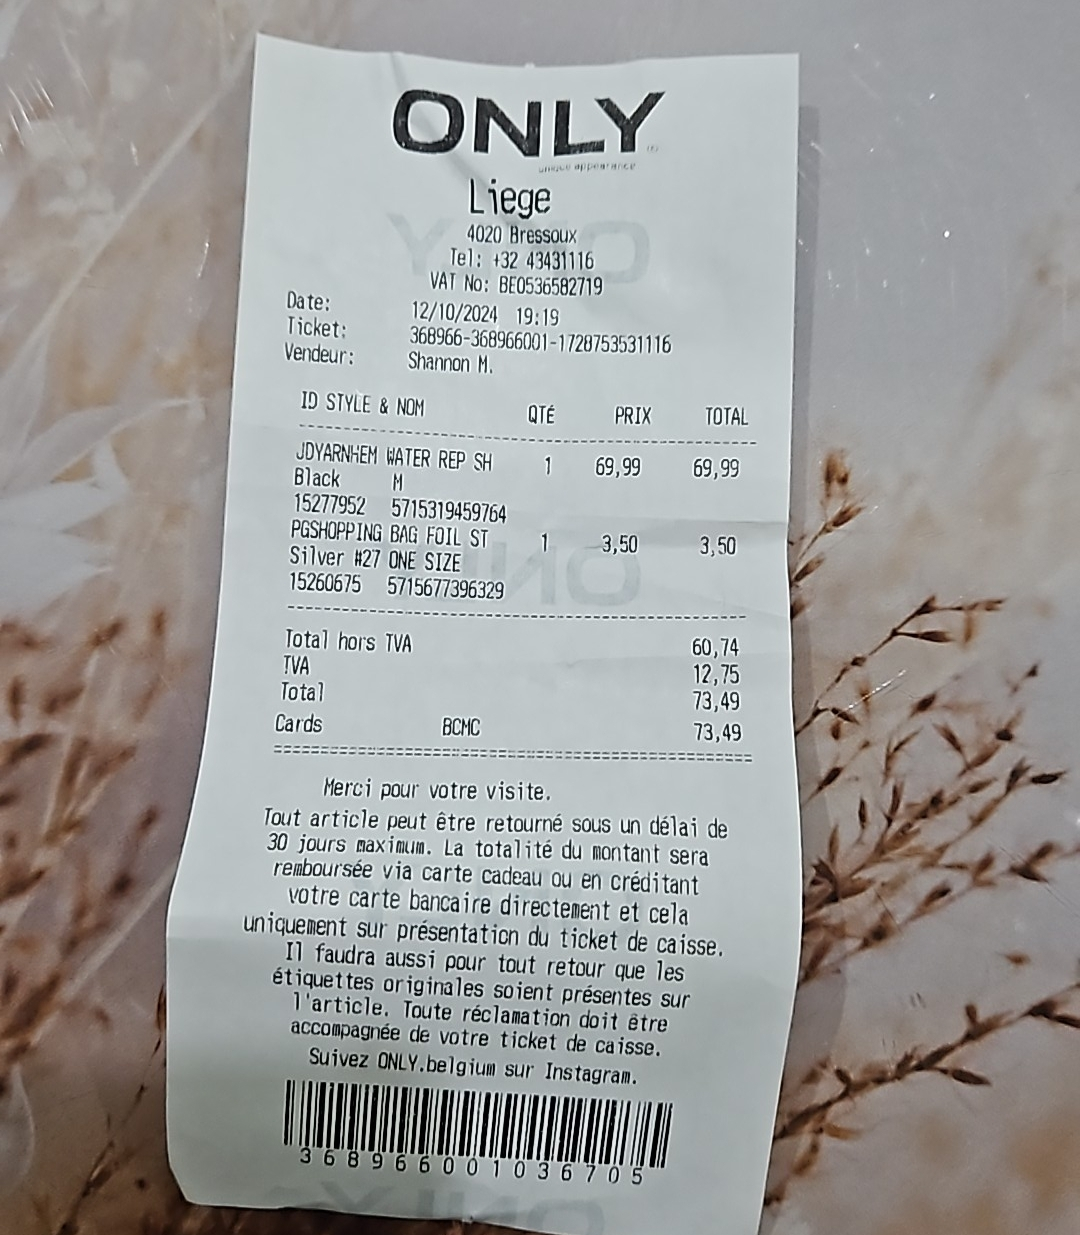 ONLY
unique appearance
Liege
4020 Bressoux
Tel: +32 43431116
VAT No: BE0536582719
Date: 12/10/2024 19:19
Ticket: 368966-368966001-1728753531116
Vendeur: Shannon M.
ID STYLE & NOM QTÉ PRIX TOTAL
JDYARNHEM WATER REP SH 1 69,99 69,99
Black M
15277952 5715319459764
PGSHOPPING BAG FOIL ST 1 3,50 3,50
Silver #27 ONE SIZE
15260675 5715677396329
Total hors TVA 60,74
TVA 12,75
Total 73,49
Cards BCMC 73,49
Merci pour votre visite.
Tout article peut être retourné sous un délai de
30 jours maximum. La totalité du montant sera
remboursée via carte cadeau ou en créditant
votre carte bancaire directement et cela
uniquement sur présentation du ticket de caisse.
Il faudra aussi pour tout retour que les
étiquettes originales soient présentes sur
l'article. Toute réclamation doit être
accompagnée de votre ticket de caisse.
Suivez ONLY.belgium sur Instagram.
368966001036705